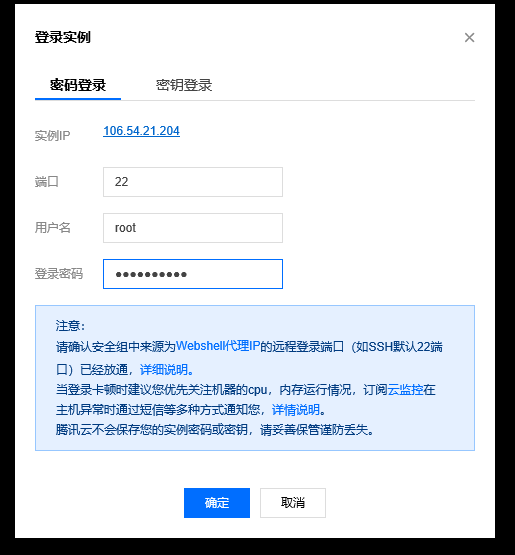 登录实例
密码登录 密钥登录
实例IP 106.54.21.204
端口 22
用户名 root
登录密码 ●●●●●●●●●●
注意：
请确认安全组中来源为Webshell代理IP的远程登录端口（如SSH默认22端
口）已经放通，详细说明。
当登录卡顿时建议您优先关注机器的cpu，内存运行情况，订阅云监控在
主机异常时通过短信等多种方式通知您，详情说明。
腾讯云不会保存您的实例密码或密钥，请妥善保管谨防丢失。
确定 取消